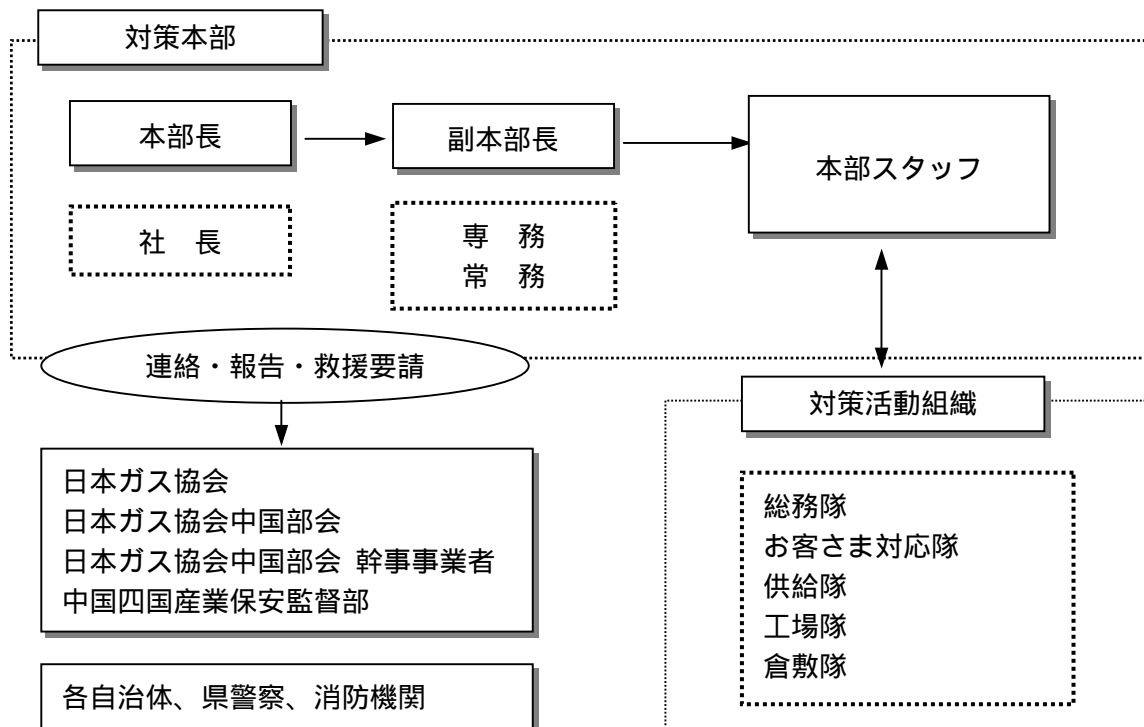 対策本部
本部長
副本部長
本部スタッフ
社　長
専　務
常　務
連絡・報告・救援要請
対策活動組織
日本ガス協会
日本ガス協会中国部会
日本ガス協会中国部会 幹事事業者
中国四国産業保安監督部
総務隊
お客さま対応隊
供給隊
工場隊
倉敷隊
各自治体、県警察、消防機関